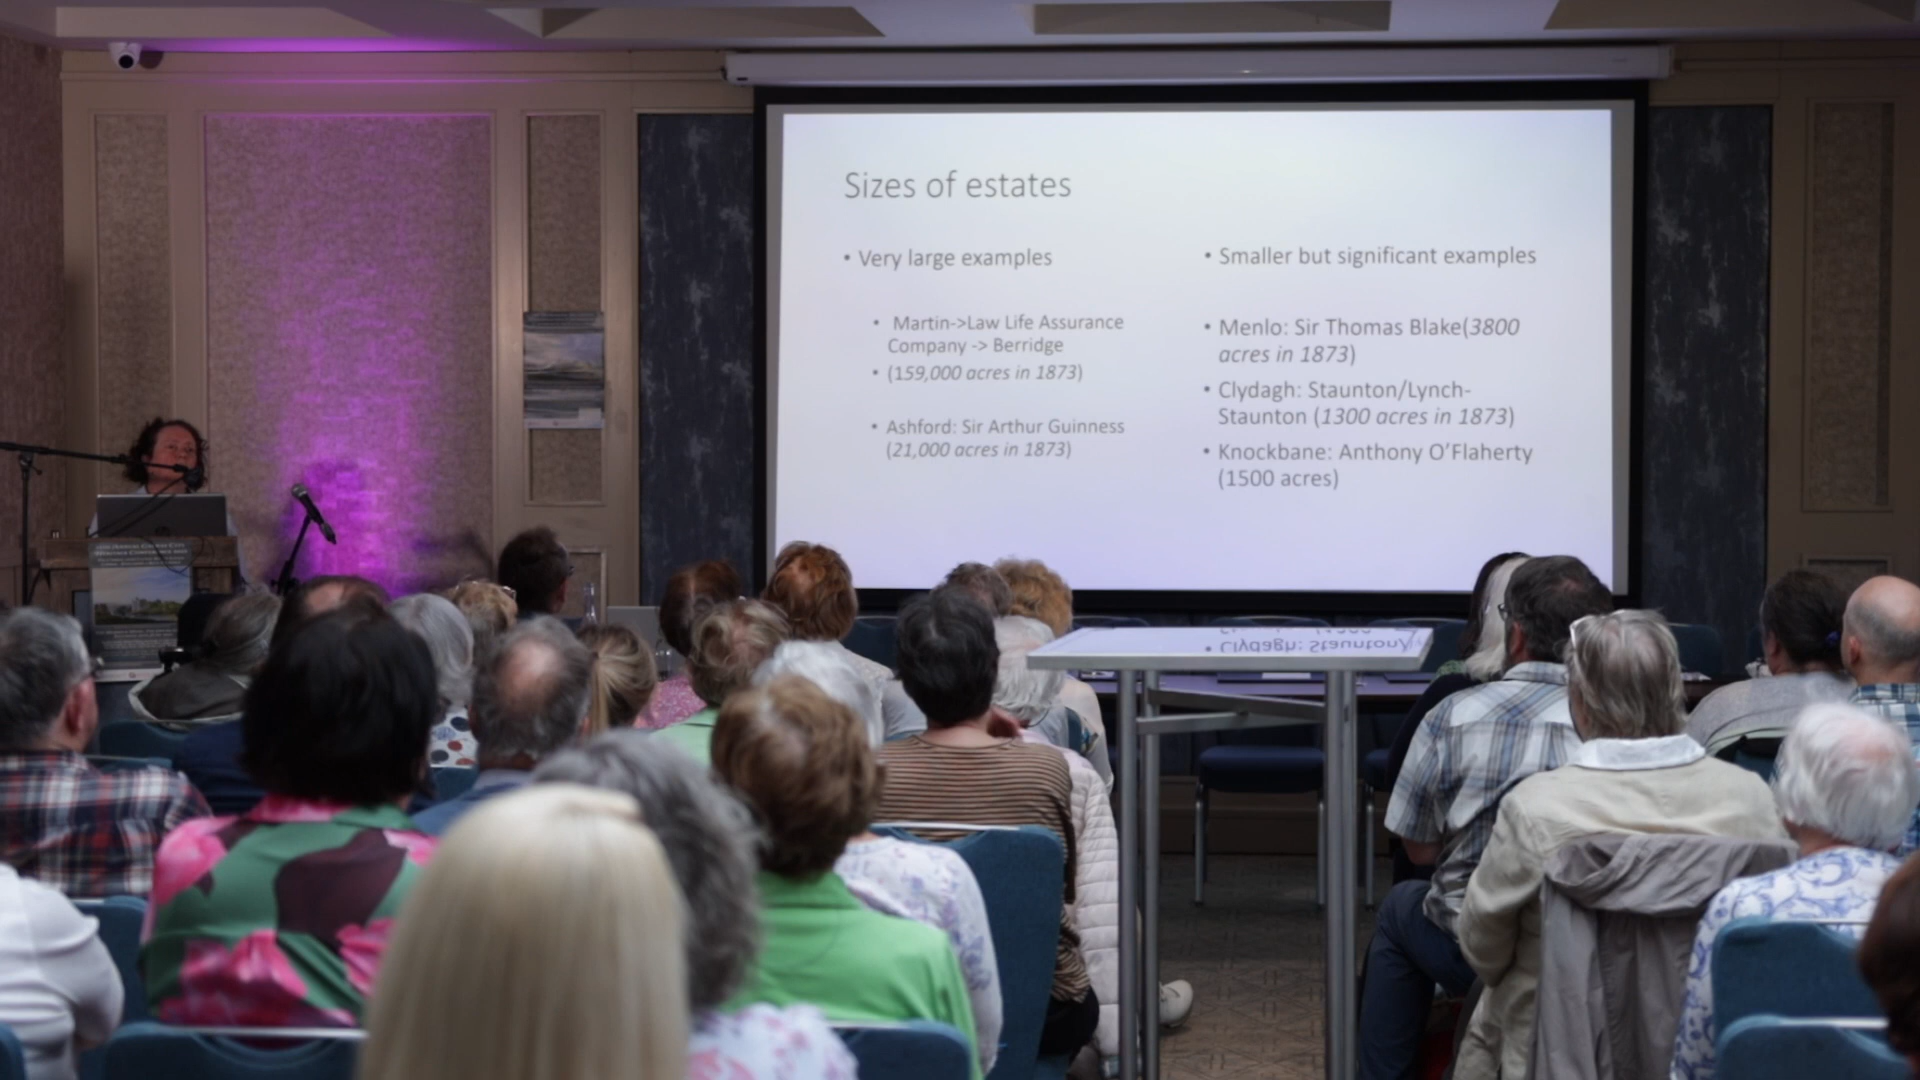 Sizes of estates
• Very large examples
• Martin->Law Life Assurance
Company -> Berridge
• (159,000 acres in 1873)
• Ashford: Sir Arthur Guinness
(21,000 acres in 1873)
• Smaller but significant examples
• Menlo: Sir Thomas Blake(3800
acres in 1873)
• Clydagh: Staunton/Lynch-
Staunton (1300 acres in 1873)
• Knockbane: Anthony O’Flaherty
(1500 acres)
• Clydagh: Staunton/